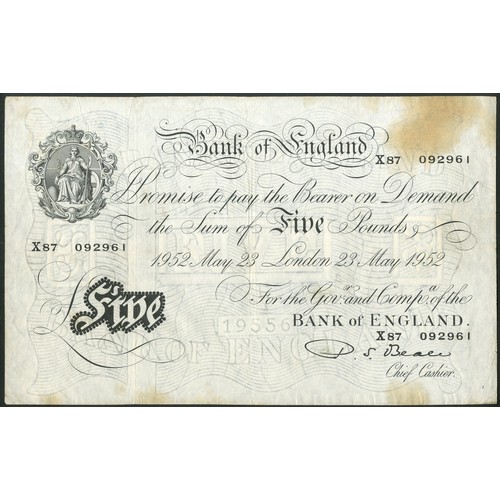 Bank of England
X87 092961
I Promise to pay the Bearer on Demand
the Sum of Five Pounds
X87 092961
1952 May 23 London 23 May 1952
For the Govr. and Compa. of the
Five
BANK of ENGLAND.
X87 092961
P. S. Beale
Chief Cashier.